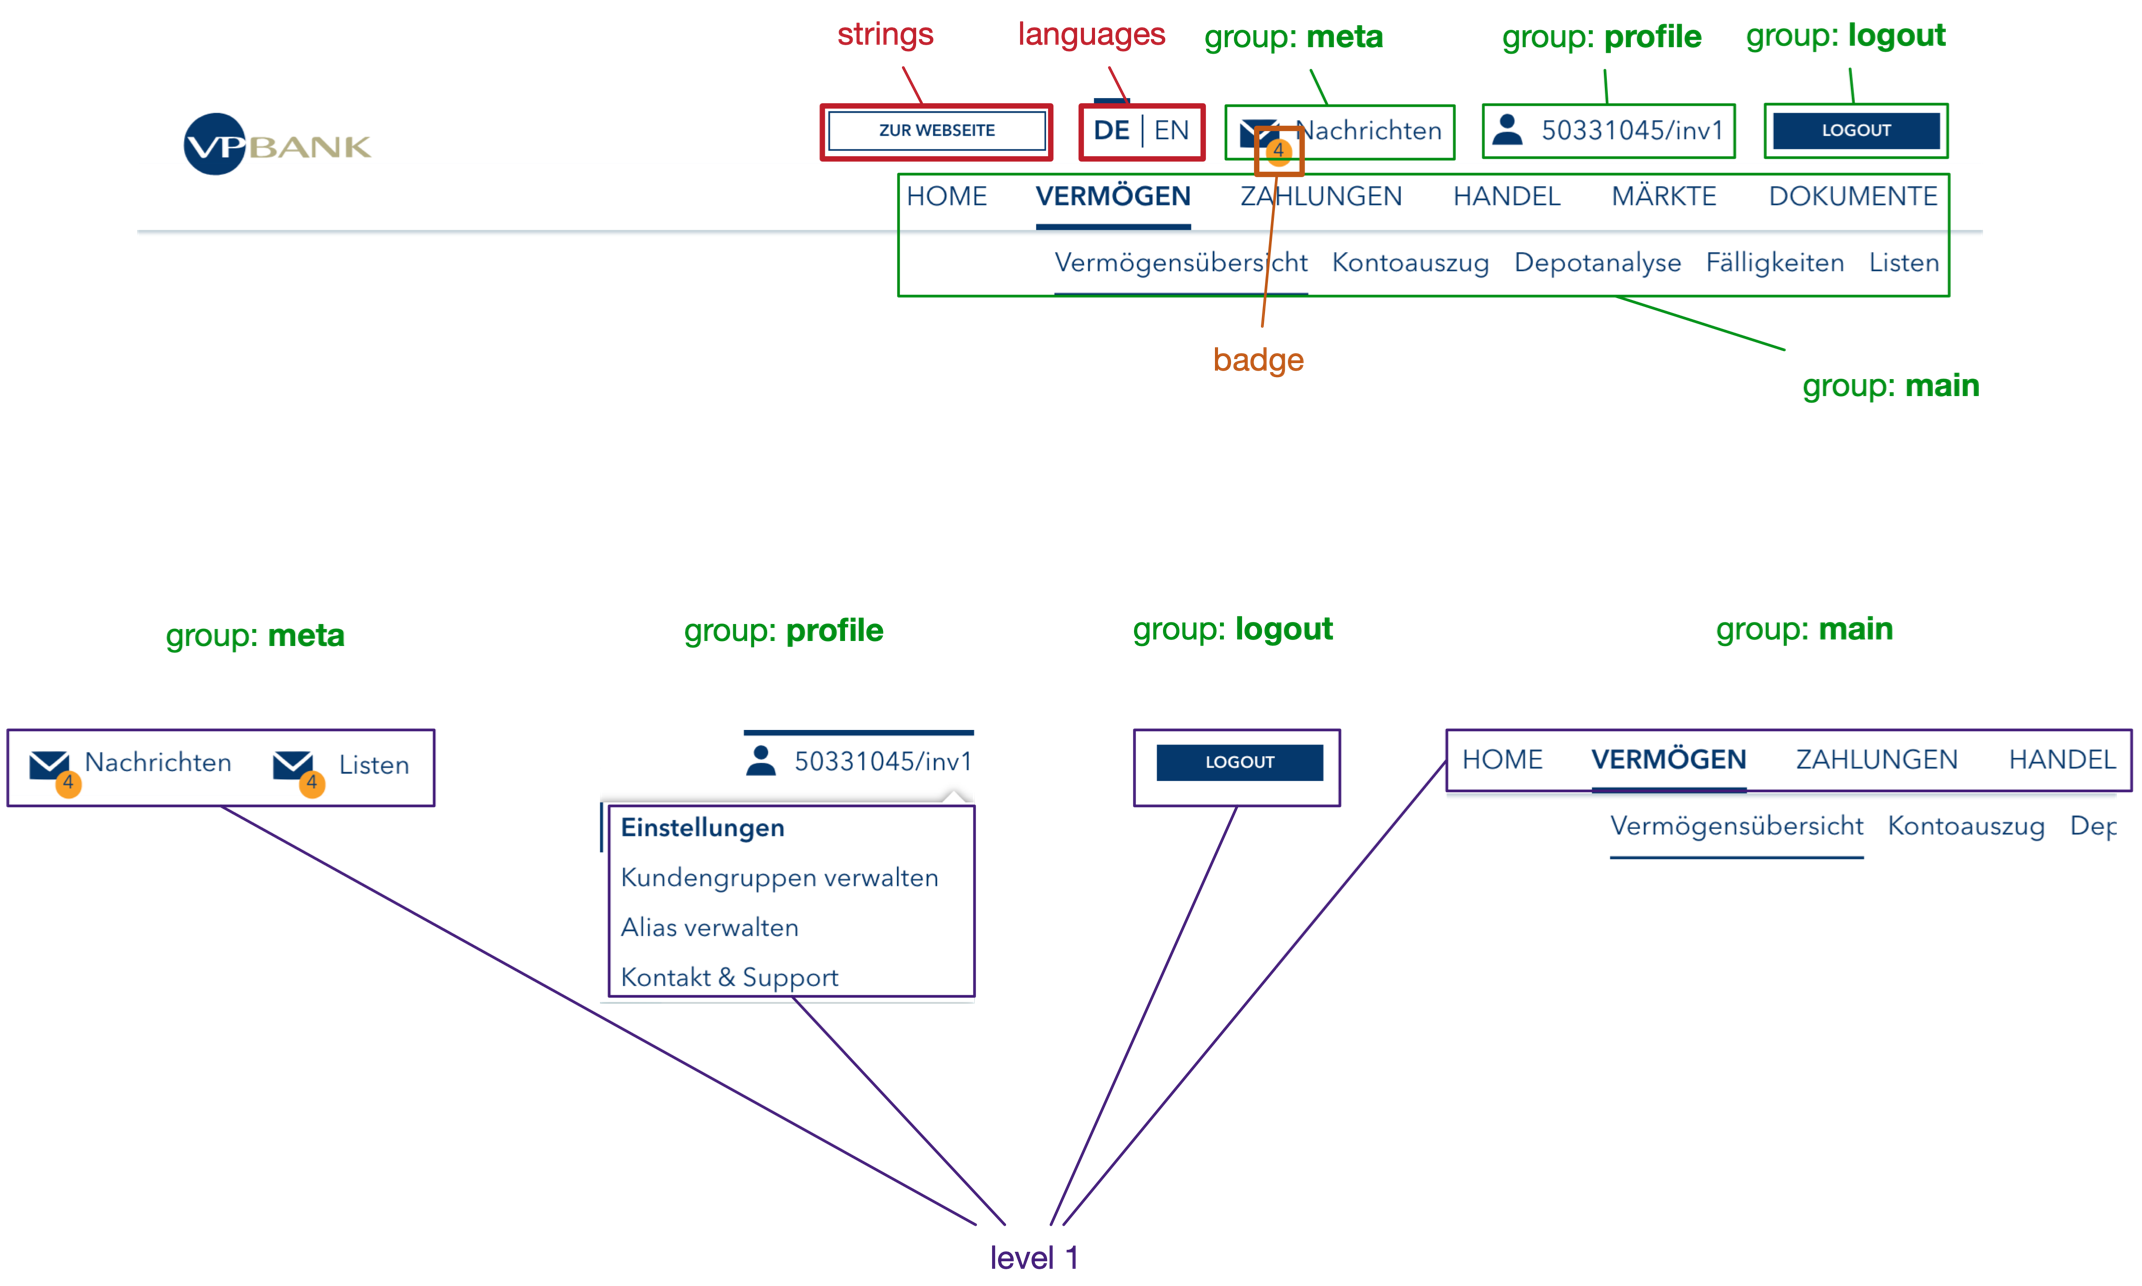 strings languages group: meta group: profile group: logout
VPBANK ZUR WEBSEITE DE | EN Nachrichten 4 50331045/inv1 LOGOUT
HOME VERMÖGEN ZAHLUNGEN HANDEL MÄRKTE DOKUMENTE
Vermögensübersicht Kontoauszug Depotanalyse Fälligkeiten Listen
badge
group: main
group: meta group: profile group: logout group: main
Nachrichten 4 Listen 4 50331045/inv1 LOGOUT HOME VERMÖGEN ZAHLUNGEN HANDEL
Einstellungen Vermögensübersicht Kontoauszug Dep
Kundengruppen verwalten
Alias verwalten
Kontakt & Support
level 1